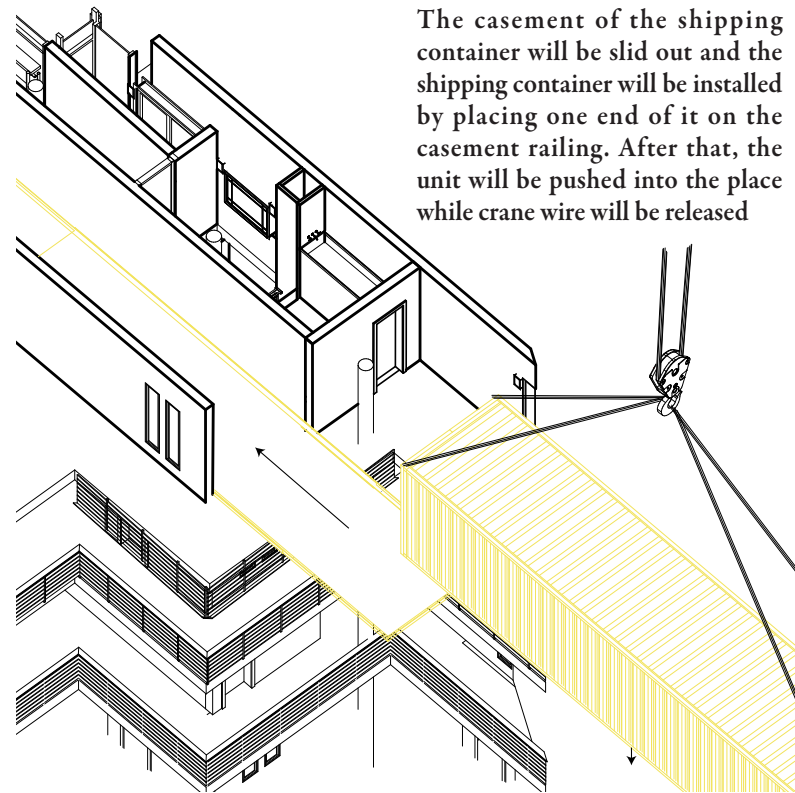 The casement of the shipping
container will be slid out and the
shipping container will be installed
by placing one end of it on the
casement railing. After that, the
unit will be pushed into the place
while crane wire will be released